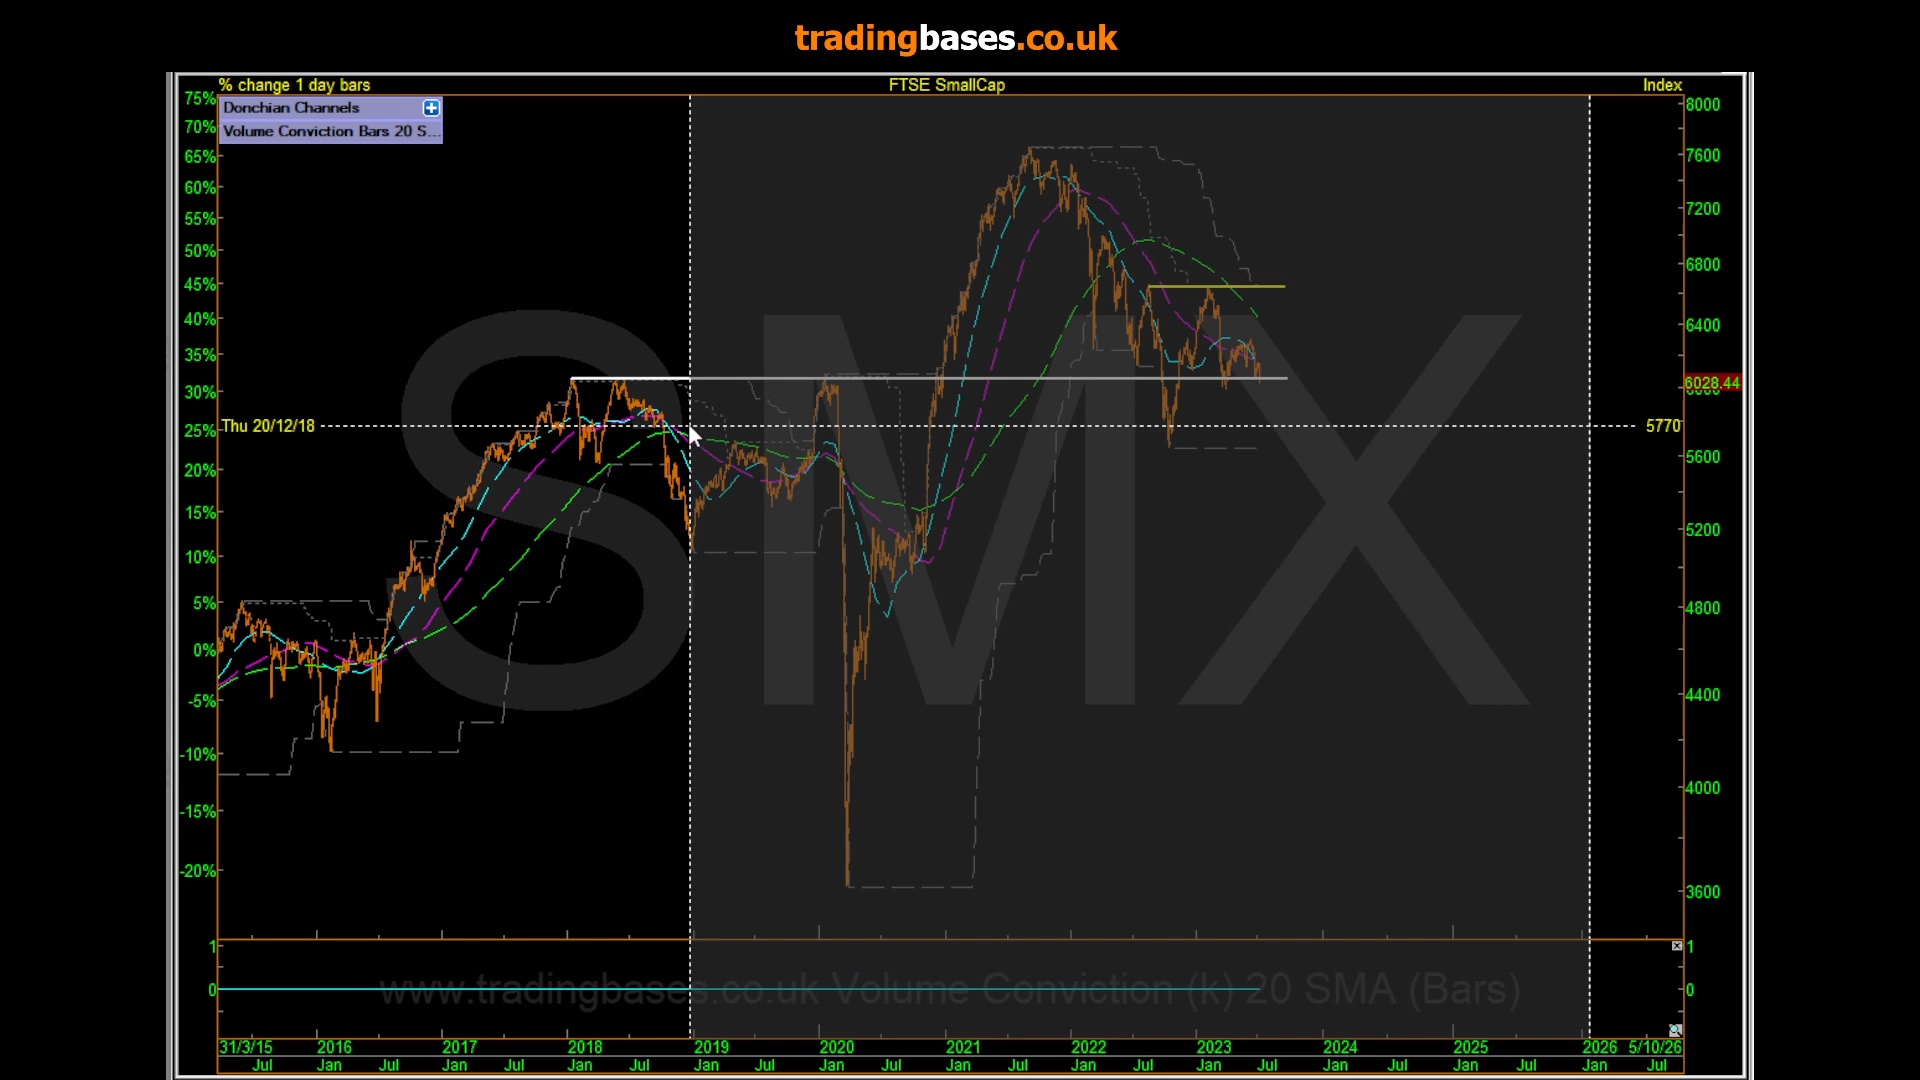 tradingbases.co.uk
% change 1 day bars FTSE SmallCap Index
Donchian Channels
Volume Conviction Bars 20 S...
75% 8000
70%
65% 7600
60%
55% 7200
50%
45% 6800
40% 6400
35%
30% 6028.44
25% Thu 20/12/18 5770
20% 5600
15% 5200
10%
5% 4800
0%
-5% 4400
-10%
-15% 4000
-20% 3600
SMX
1 1
www.tradingbases.co.uk Volume Conviction (k) 20 SMA (Bars)
0 0
31/3/15 2016 2017 2018 2019 2020 2021 2022 2023 2024 2025 2026 5/10/26
Jul Jan Jul Jan Jul Jan Jul Jan Jul Jan Jul Jan Jul Jan Jul Jan Jul Jan Jul Jan Jul Jan Jul